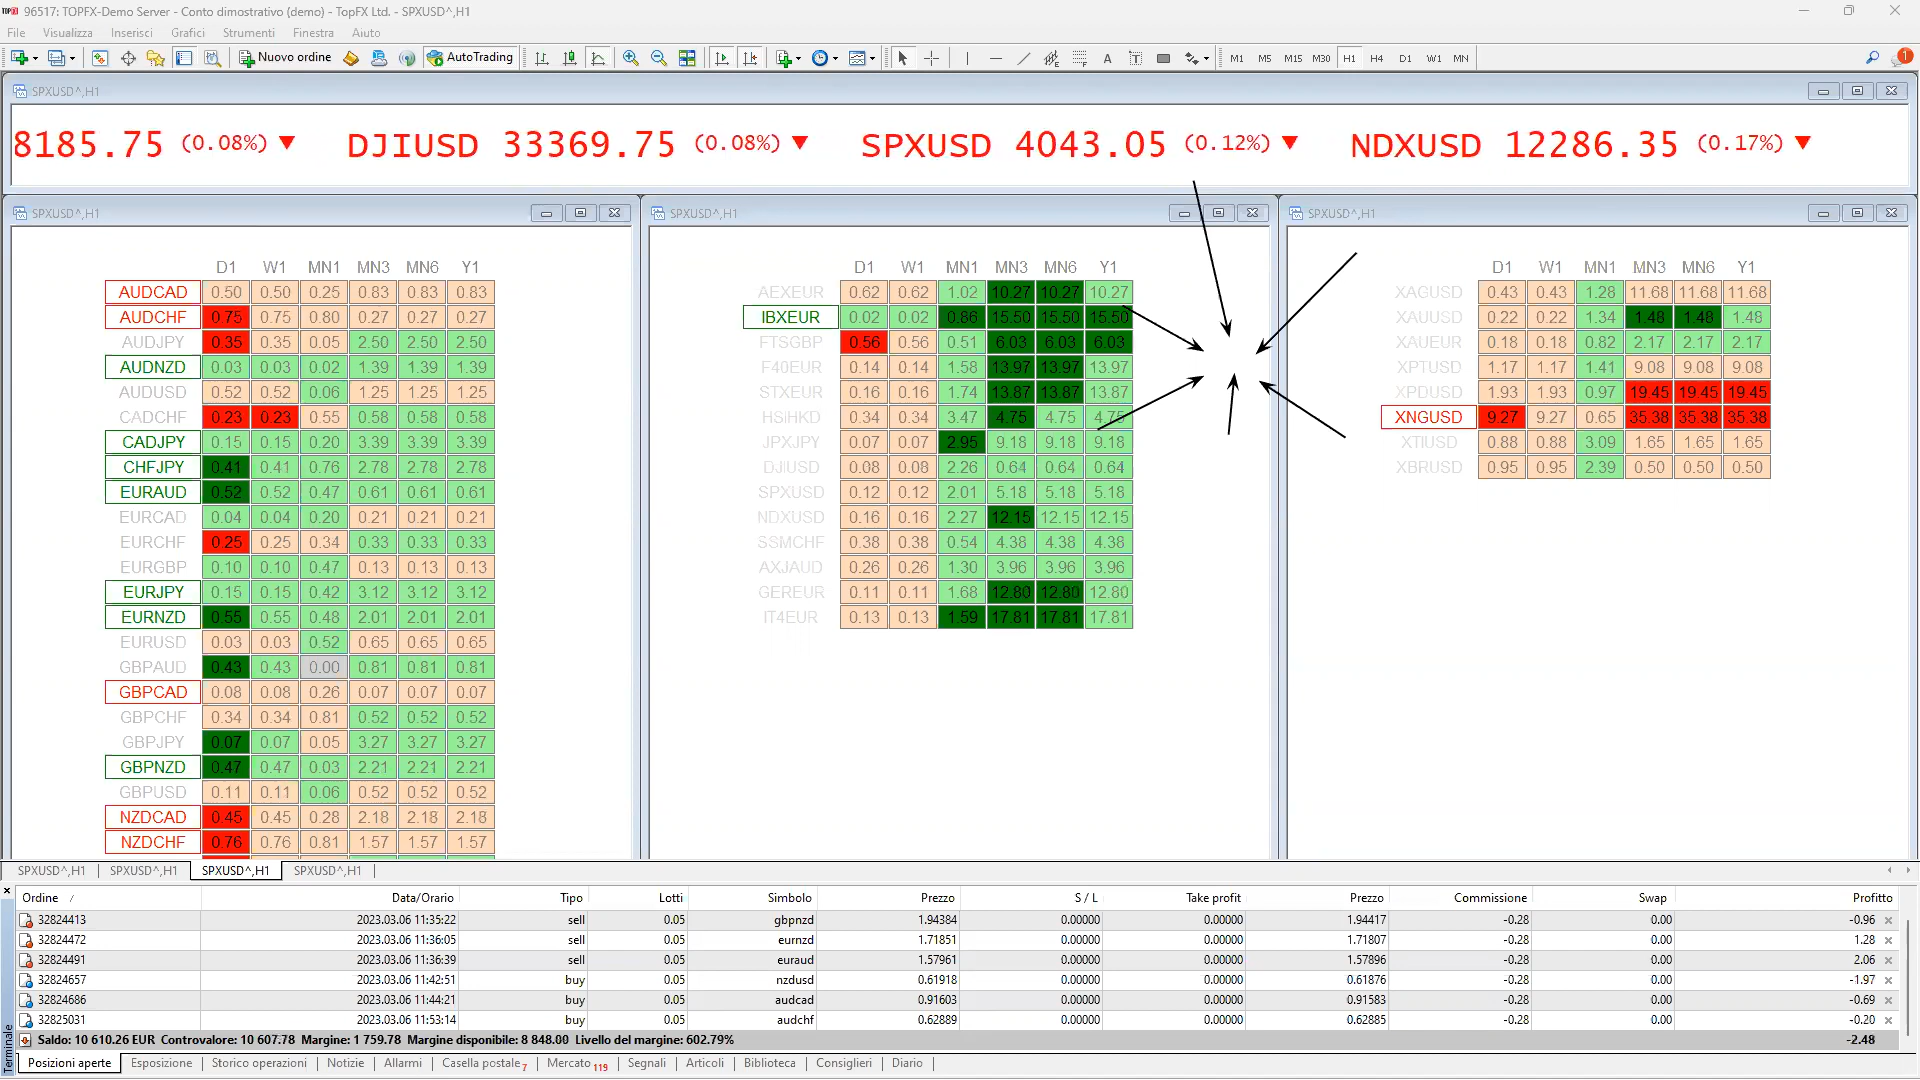 96517: TOPFX-Demo Server - Conto dimostrativo (demo) - TopFX Ltd. - SPXUSD^,H1
File Visualizza Inserisci Grafici Strumenti Finestra Aiuto
Nuovo ordine AutoTrading A T M1 M5 M15 M30 H1 H4 D1 W1 MN 1
SPXUSD^,H1
8185.75 (0.08%) ▼ DJIUSD 33369.75 (0.08%) ▼ SPXUSD 4043.05 (0.12%) ▼ NDXUSD 12286.35 (0.17%) ▼
SPXUSD^,H1
D1 W1 MN1 MN3 MN6 Y1
AUDCAD 0.50 0.50 0.25 0.83 0.83 0.83
AUDCHF 0.75 0.75 0.80 0.27 0.27 0.27
AUDJPY 0.35 0.35 0.05 2.50 2.50 2.50
AUDNZD 0.03 0.03 0.02 1.39 1.39 1.39
AUDUSD 0.52 0.52 0.06 1.25 1.25 1.25
CADCHF 0.23 0.23 0.55 0.58 0.58 0.58
CADJPY 0.15 0.15 0.20 3.39 3.39 3.39
CHFJPY 0.41 0.41 0.76 2.78 2.78 2.78
EURAUD 0.52 0.52 0.47 0.61 0.61 0.61
EURCAD 0.04 0.04 0.20 0.21 0.21 0.21
EURCHF 0.25 0.25 0.34 0.33 0.33 0.33
EURGBP 0.10 0.10 0.47 0.13 0.13 0.13
EURJPY 0.15 0.15 0.42 3.12 3.12 3.12
EURNZD 0.55 0.55 0.48 2.01 2.01 2.01
EURUSD 0.03 0.03 0.52 0.65 0.65 0.65
GBPAUD 0.43 0.43 0.00 0.81 0.81 0.81
GBPCAD 0.08 0.08 0.26 0.07 0.07 0.07
GBPCHF 0.34 0.34 0.81 0.52 0.52 0.52
GBPJPY 0.07 0.07 0.05 3.27 3.27 3.27
GBPNZD 0.47 0.47 0.03 2.21 2.21 2.21
GBPUSD 0.11 0.11 0.06 0.52 0.52 0.52
NZDCAD 0.45 0.45 0.28 2.18 2.18 2.18
NZDCHF 0.76 0.76 0.81 1.57 1.57 1.57
SPXUSD^,H1
D1 W1 MN1 MN3 MN6 Y1
AEXEUR 0.62 0.62 1.02 10.27 10.27 10.27
IBXEUR 0.02 0.02 0.86 15.50 15.50 15.50
FTSGBP 0.56 0.56 0.51 6.03 6.03 6.03
F40EUR 0.14 0.14 1.58 13.97 13.97 13.97
STXEUR 0.16 0.16 1.74 13.87 13.87 13.87
HSIHKD 0.34 0.34 3.47 4.75 4.75 4.75
JPXJPY 0.07 0.07 2.95 9.18 9.18 9.18
DJIUSD 0.08 0.08 2.26 0.64 0.64 0.64
SPXUSD 0.12 0.12 2.01 5.18 5.18 5.18
NDXUSD 0.16 0.16 2.27 12.15 12.15 12.15
SSMCHF 0.38 0.38 0.54 4.38 4.38 4.38
AXJAUD 0.26 0.26 1.30 3.96 3.96 3.96
GEREUR 0.11 0.11 1.68 12.80 12.80 12.80
IT4EUR 0.13 0.13 1.59 17.81 17.81 17.81
SPXUSD^,H1
D1 W1 MN1 MN3 MN6 Y1
XAGUSD 0.43 0.43 1.28 11.68 11.68 11.68
XAUUSD 0.22 0.22 1.34 1.48 1.48 1.48
XAUEUR 0.18 0.18 0.82 2.17 2.17 2.17
XPTUSD 1.17 1.17 1.41 9.08 9.08 9.08
XPDUSD 1.93 1.93 0.97 19.45 19.45 19.45
XNGUSD 9.27 9.27 0.65 35.38 35.38 35.38
XTIUSD 0.88 0.88 3.09 1.65 1.65 1.65
XBRUSD 0.95 0.95 2.39 0.50 0.50 0.50
SPXUSD^,H1 SPXUSD^,H1 SPXUSD^,H1 SPXUSD^,H1
Ordine / Data/Orario Tipo Lotti Simbolo Prezzo S / L Take profit Prezzo Commissione Swap Profitto
32824413 2023.03.06 11:35:22 sell 0.05 gbpnzd 1.94384 0.00000 0.00000 1.94417 -0.28 0.00 -0.96
32824472 2023.03.06 11:36:05 sell 0.05 eurnzd 1.71851 0.00000 0.00000 1.71807 -0.28 0.00 1.28
32824491 2023.03.06 11:36:39 sell 0.05 euraud 1.57961 0.00000 0.00000 1.57896 -0.28 0.00 2.06
32824657 2023.03.06 11:42:51 buy 0.05 nzdusd 0.61918 0.00000 0.00000 0.61876 -0.28 0.00 -1.97
32824686 2023.03.06 11:44:21 buy 0.05 audcad 0.91603 0.00000 0.00000 0.91583 -0.28 0.00 -0.69
32825031 2023.03.06 11:53:14 buy 0.05 audchf 0.62889 0.00000 0.00000 0.62885 -0.28 0.00 -0.20
Saldo: 10 610.26 EUR Controvalore: 10 607.78 Margine: 1 759.78 Margine disponibile: 8 848.00 Livello del margine: 602.79% -2.48
Terminale
Posizioni aperte Esposizione Storico operazioni Notizie Allarmi Casella postale 7 Mercato 119 Segnali Articoli Biblioteca Consiglieri Diario